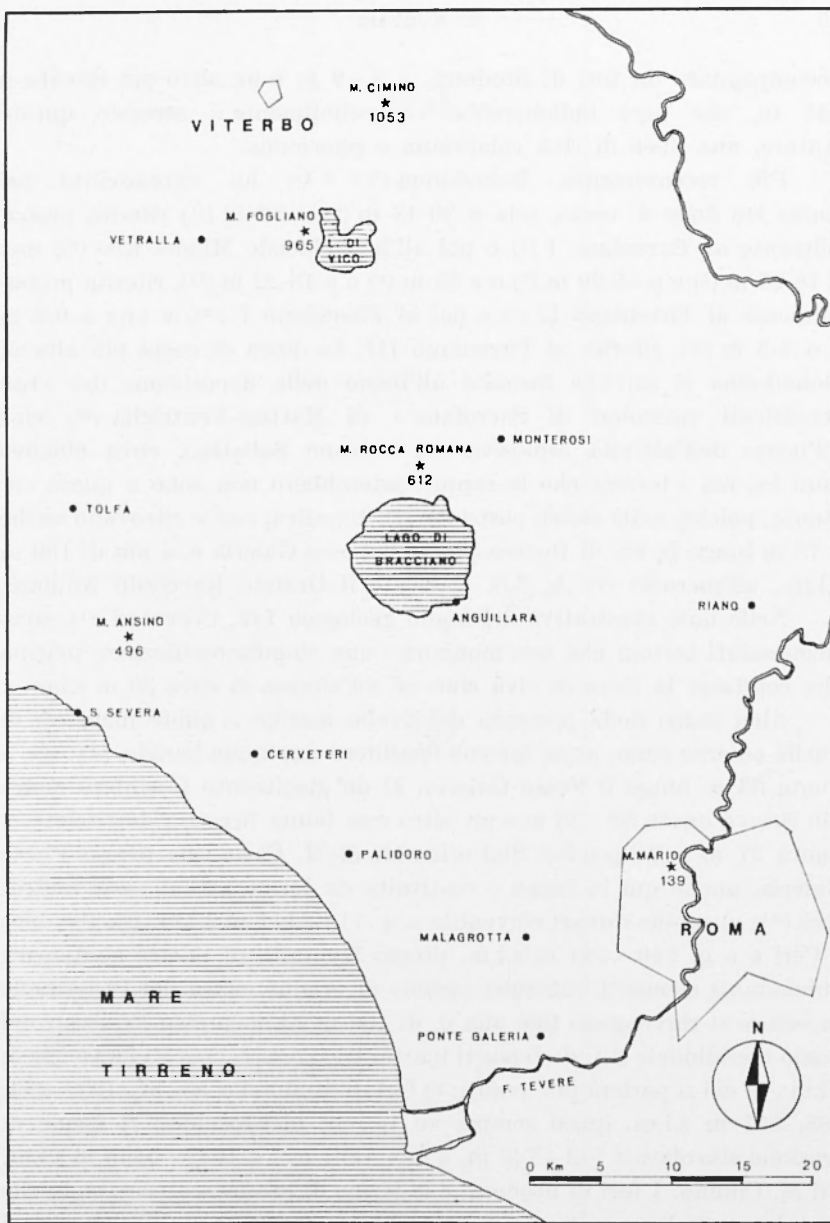 M. CIMINO
1053
VITERBO
M. FOGLIANO
965
L. DI
VICO
VETRALLA
MONTEROSI
M. ROCCA ROMANA
612
TOLFA
LAGO DI
BRACCIANO
ANGUILLARA
RIANO
M. ANSINO
496
S. SEVERA
CERVETERI
PALIDORO
M. MARIO
139
ROMA
MALAGROTTA
MARE
TIRRENO
PONTE GALERIA
F. TEVERE
N
0 Km 5 10 15 20